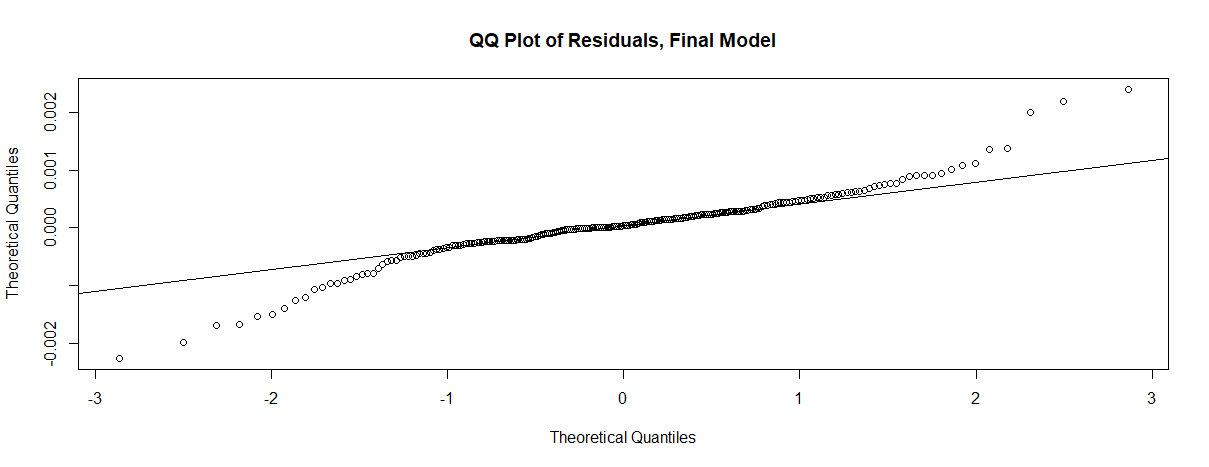 QQ Plot of Residuals, Final Model
Theoretical Quantiles
0.002
0.001
0.000
-0.002
-3 -2 -1 0 1 2 3
Theoretical Quantiles